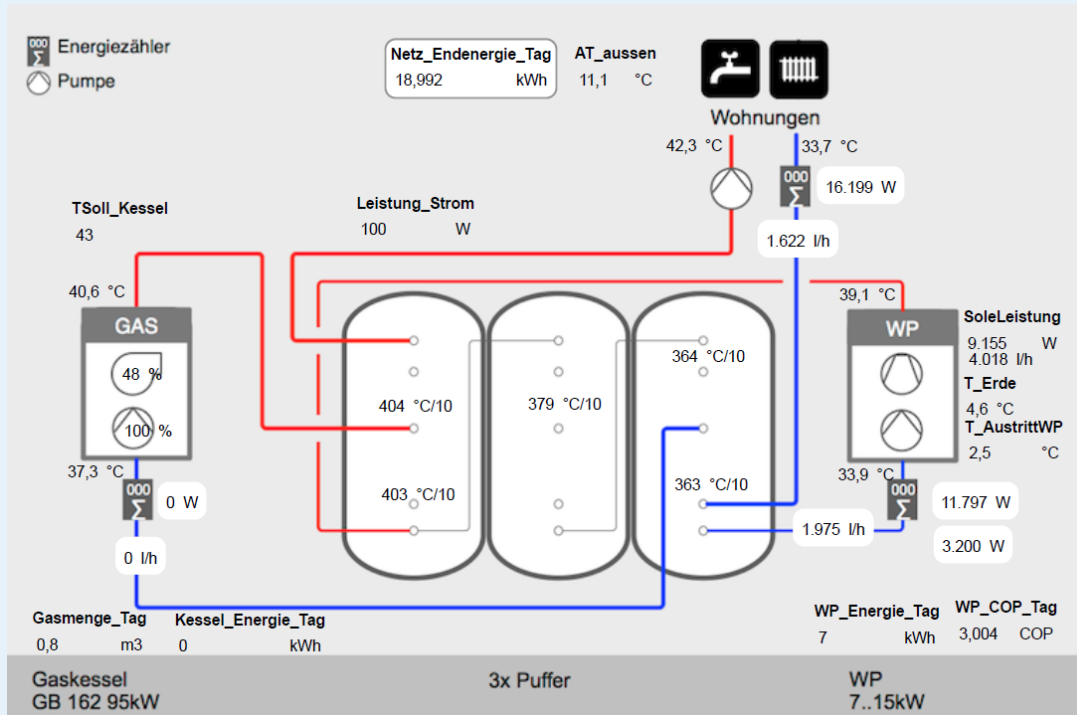 000
Σ
Energiezähler
Pumpe
Netz_Endenergie_Tag
18,992 kWh
AT_aussen
11,1 °C
Wohnungen
42,3 °C
33,7 °C
000
Σ
16.199 W
1.622 l/h
TSoll_Kessel
43
Leistung_Strom
100 W
40,6 °C
GAS
48 %
100 %
37,3 °C
000
Σ
0 W
0 l/h
404 °C/10
403 °C/10
379 °C/10
364 °C/10
363 °C/10
39,1 °C
WP
SoleLeistung
9.155 W
4.018 l/h
T_Erde
4,6 °C
T_AustrittWP
2,5 °C
33,9 °C
000
Σ
11.797 W
1.975 l/h
3.200 W
Gasmenge_Tag
0,8 m3
Kessel_Energie_Tag
0 kWh
WP_Energie_Tag
7 kWh
WP_COP_Tag
3,004 COP
Gaskessel
GB 162 95kW
3x Puffer
WP
7..15kW